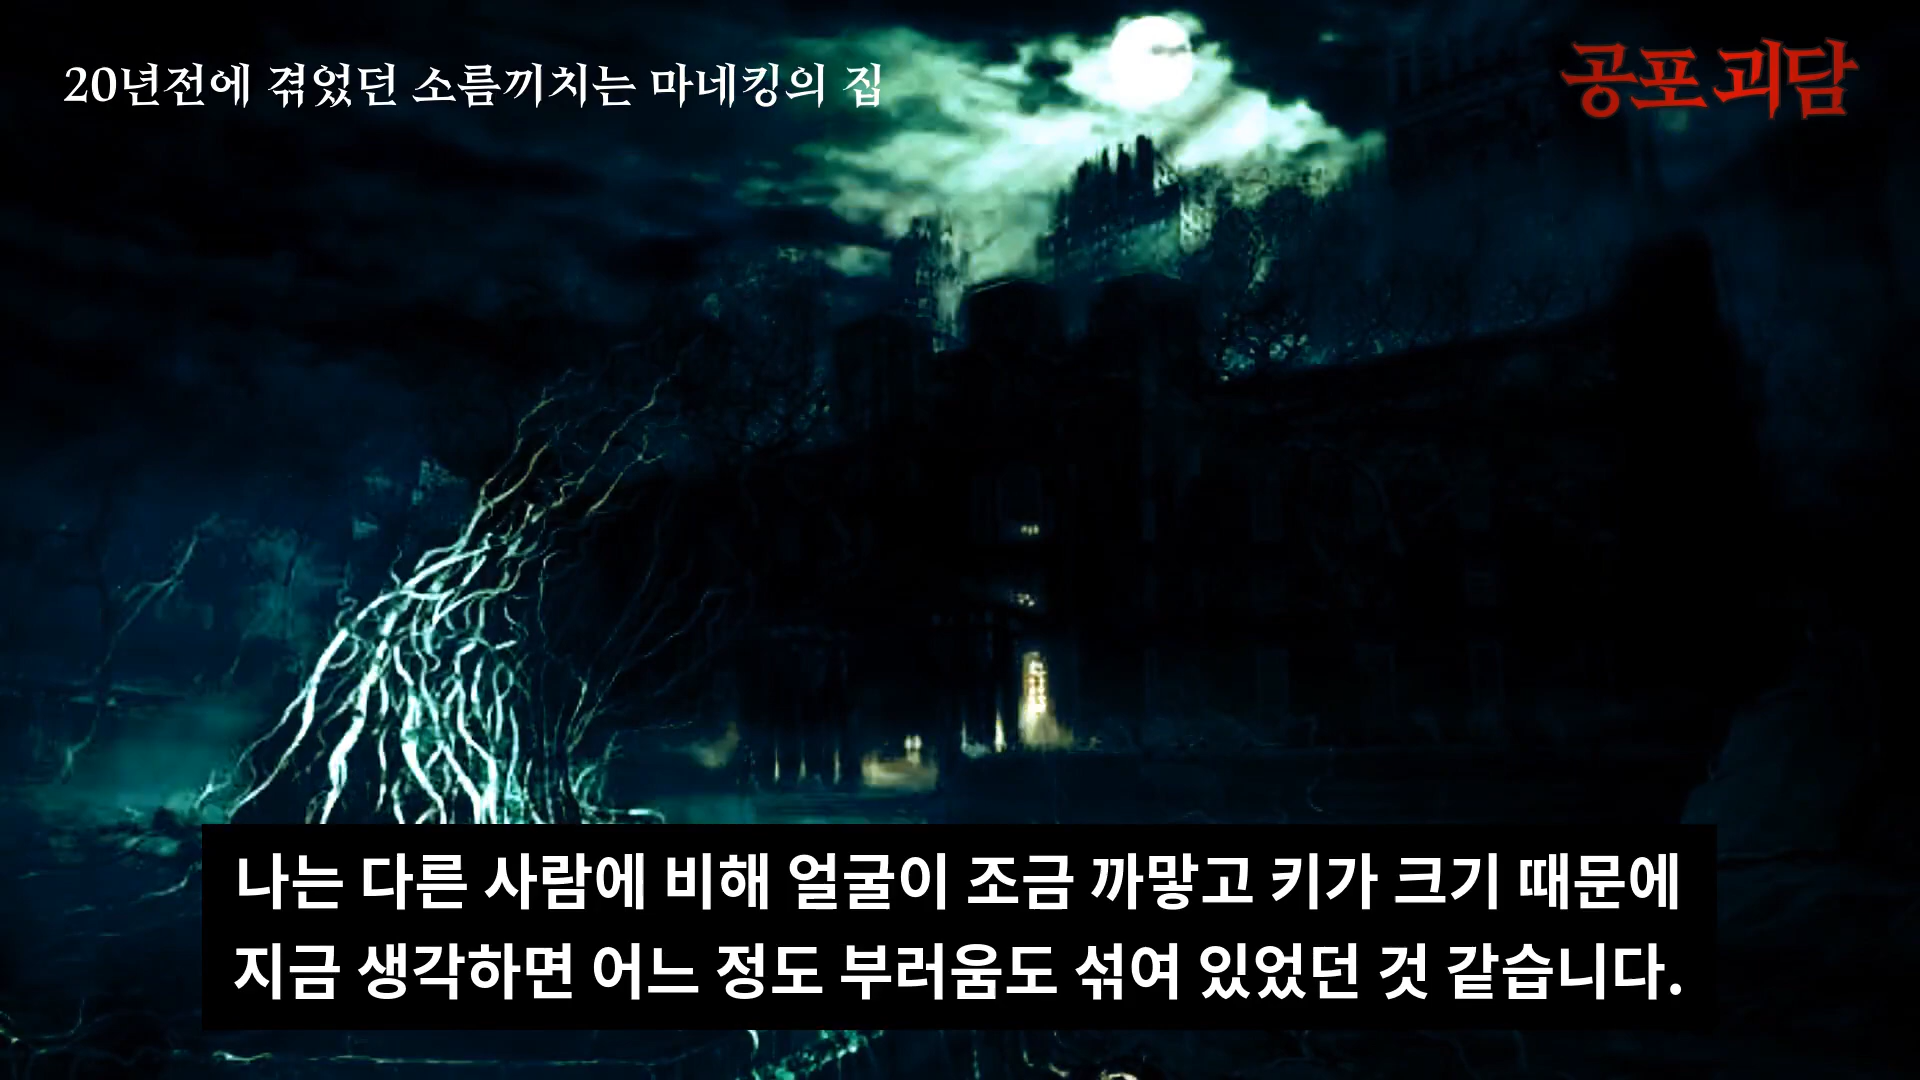 20년전에 겪었던 소름끼치는 마네킹의 집
공포괴담
나는 다른 사람에 비해 얼굴이 조금 까맣고 키가 크기 때문에
지금 생각하면 어느 정도 부러움도 섞여 있었던 것 같습니다.